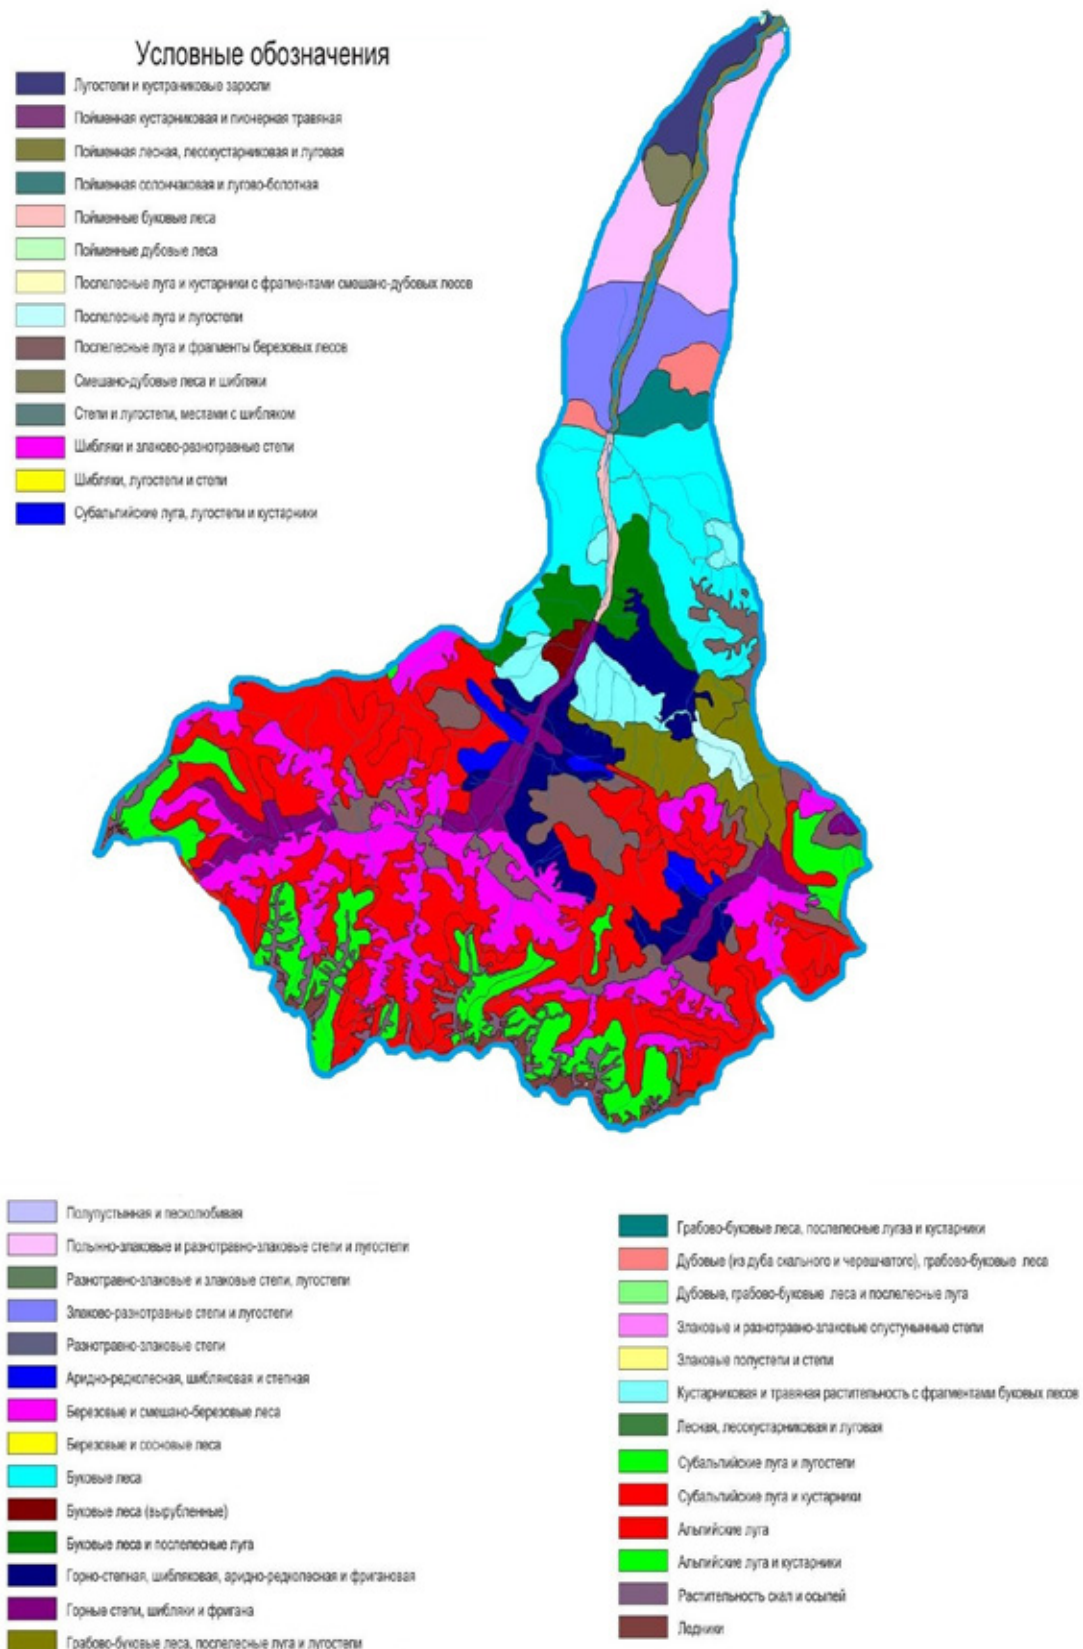 Условные обозначения
Лугостепи и кустраниковые заросли
Пойменная кустарниковая и пионерная травяная
Пойменная лесная, лесокустарниковая и луговая
Пойменная солончаковая и лугово-болотная
Пойменные буковые леса
Пойменные дубовые леса
Послелесные луга и кустарники с фрагментами смешано-дубовых лесов
Послелесные луга и лугостепи
Послелесные луга и фрагменты березовых лесов
Смешано-дубовые леса и шибляки
Степи и лугостепи, местами с шибляком
Шибляки и злаково-разнотравные степи
Шибляки, лугостепи и степи
Субальпийские луга, лугостепи и кустарники
Полупустынная и песколюбивая
Полынно-злаковые и разнотравно-злаковые степи и лугостепи
Разнотравно-злаковые и злаковые степи, лугостепи
Злаково-разнотравные степи и лугостепи
Разнотравно-злаковые степи
Аридно-редколесная, шибляковая и степная
Березовые и смешано-березовые леса
Березовые и сосновые леса
Буковые леса
Буковые леса (вырубленные)
Буковые леса и послелесные луга
Горно-степная, шибляковая, аридно-редколесная и фригановая
Горные степи, шибляки и фригана
Грабово-буковые леса, послелесные луга и лугостепи
Грабово-буковые леса, послелесные лугаа и кустарники
Дубовые (из дуба скального и черешчатого), грабово-буковые леса
Дубовые, грабово-буковые леса и послелесные луга
Злаковые и разнотравно-злаковые опустунынные степи
Злаковые полустепи и степи
Кустарниковая и травяная растительность с фрагментами буковых лесов
Лесная, лесокустарниковая и луговая
Субальпийские луга и лугостепи
Субальпийские луга и кустарники
Альпийские луга
Альпийские луга и кустарники
Растительность скал и осыпей
Ледники